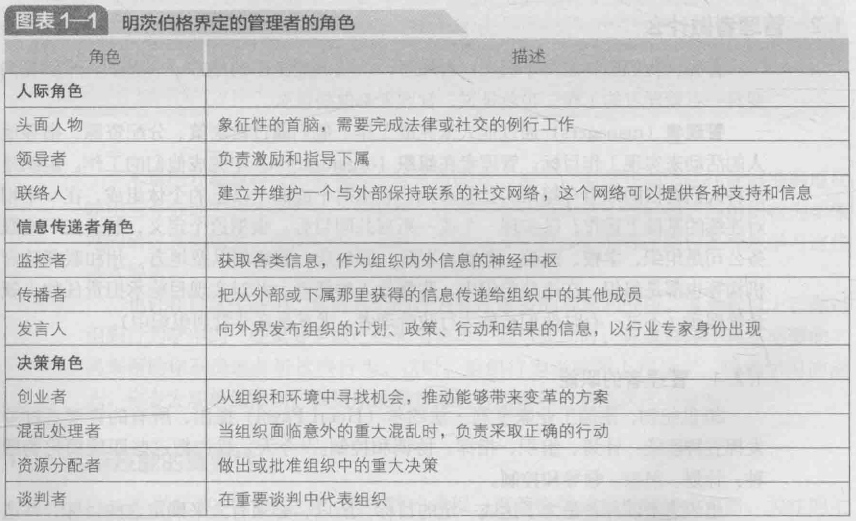 图表1—1 明茨伯格界定的管理者的角色
角色 描述
人际角色
头面人物 象征性的首脑，需要完成法律或社交的例行工作
领导者 负责激励和指导下属
联络人 建立并维护一个与外部保持联系的社交网络，这个网络可以提供各种支持和信息
信息传递者角色
监控者 获取各类信息，作为组织内外信息的神经中枢
传播者 把从外部或下属那里获得的信息传递给组织中的其他成员
发言人 向外界发布组织的计划、政策、行动和结果的信息，以行业专家身份出现
决策角色
创业者 从组织和环境中寻找机会，推动能够带来变革的方案
混乱处理者 当组织面临意外的重大混乱时，负责采取正确的行动
资源分配者 做出或批准组织中的重大决策
谈判者 在重要谈判中代表组织